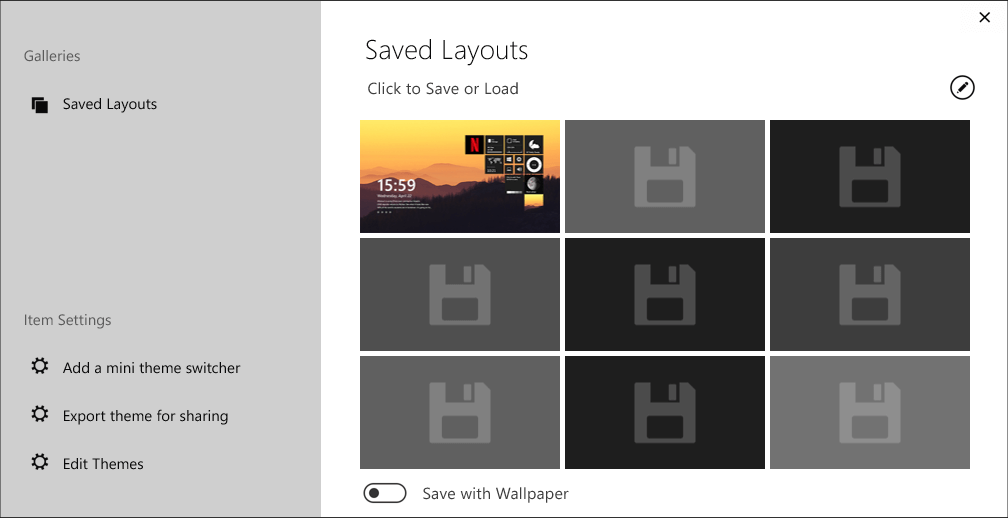 Galleries
Saved Layouts
Item Settings
Add a mini theme switcher
Export theme for sharing
Edit Themes
Saved Layouts
Click to Save or Load
N
15:59
Save with Wallpaper